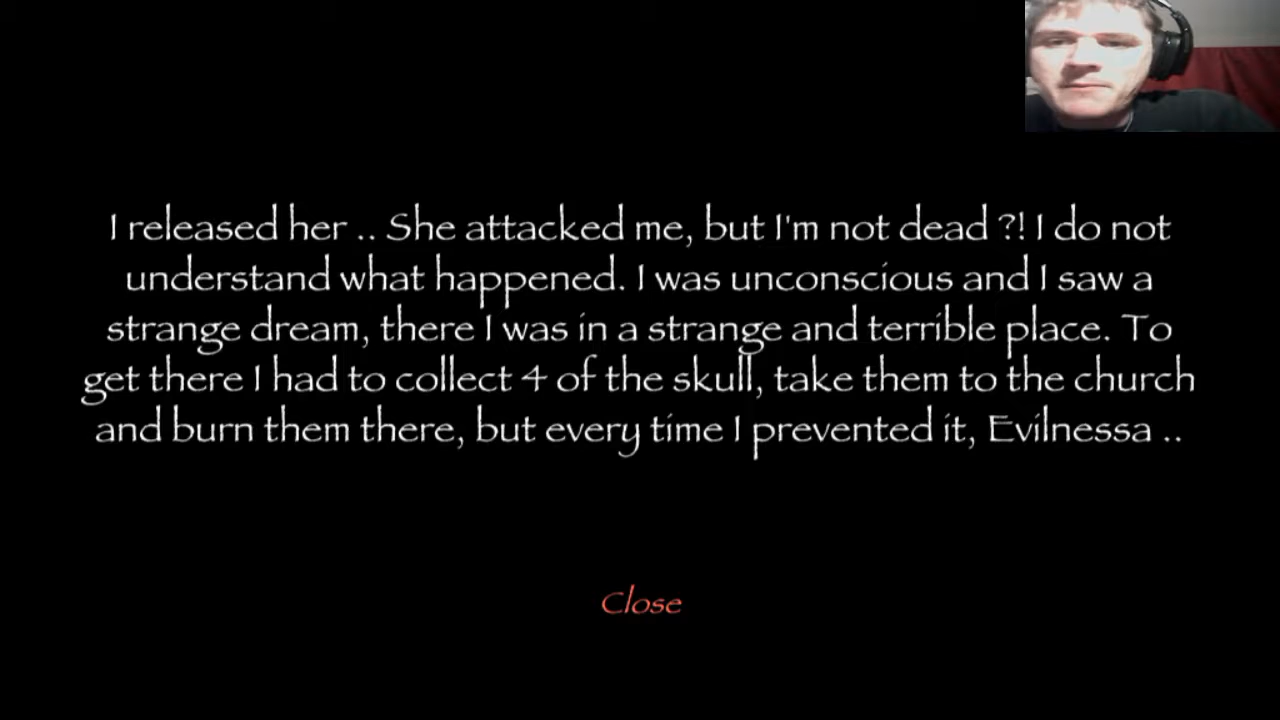 I released her .. She attacked me, but I'm not dead ?! I do not
understand what happened. I was unconscious and I saw a
strange dream, there I was in a strange and terrible place. To
get there I had to collect 4 of the skull, take them to the church
and burn them there, but every time I prevented it, Evilnessa ..
Close